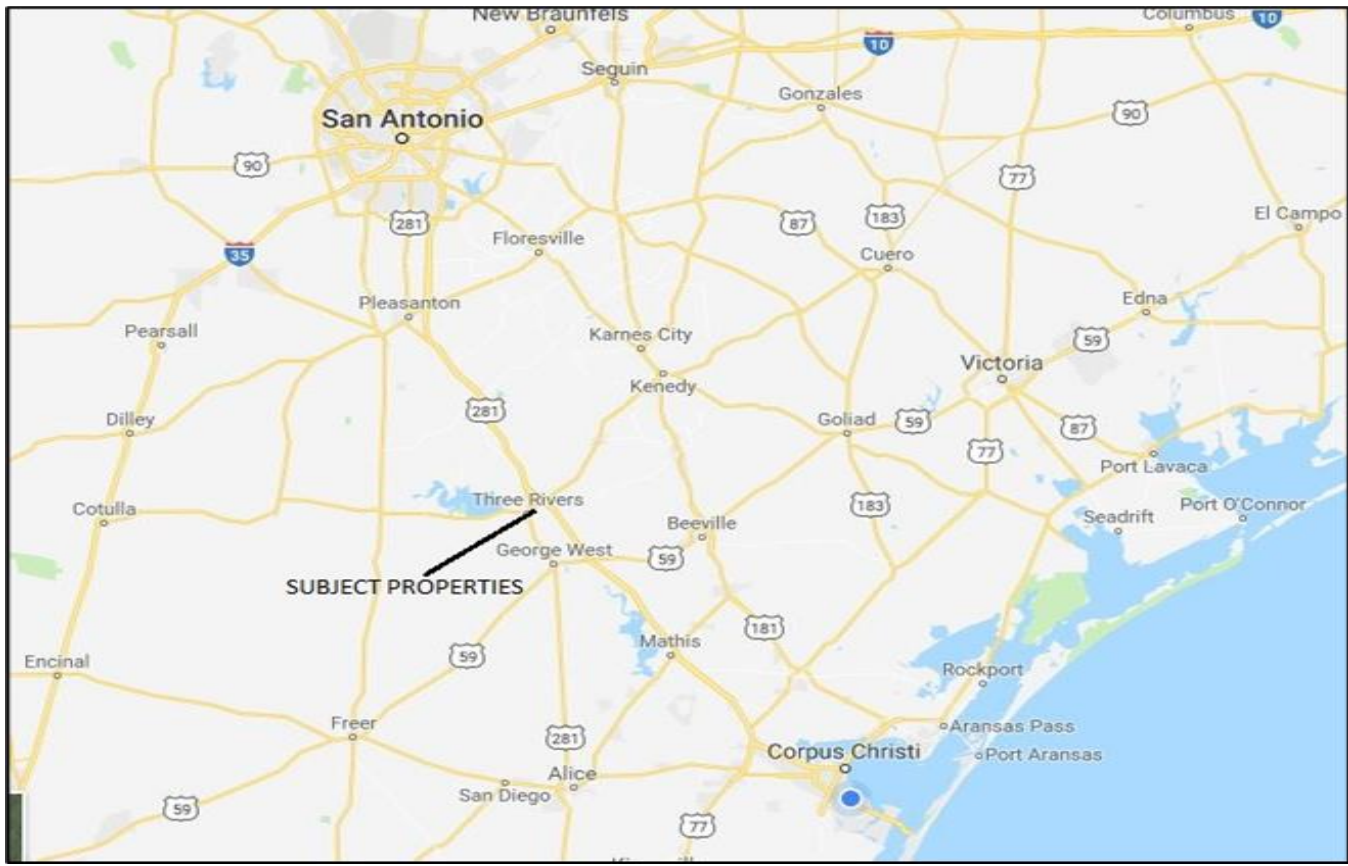 New Braunfels
Columbus
10
10
Seguin
Gonzales
San Antonio
90
90
77
281
87
183
El Campo
Floresville
35
Cuero
Pleasanton
Edna
Pearsall
Karnes City
59
Victoria
Kenedy
281
Dilley
Goliad
59
87
77
Port Lavaca
Three Rivers
Cotulla
183
Port O'Connor
Beeville
Seadrift
George West
59
SUBJECT PROPERTIES
181
Mathis
59
Encinal
Rockport
Freer
Aransas Pass
281
Corpus Christi
Port Aransas
Alice
San Diego
59
77